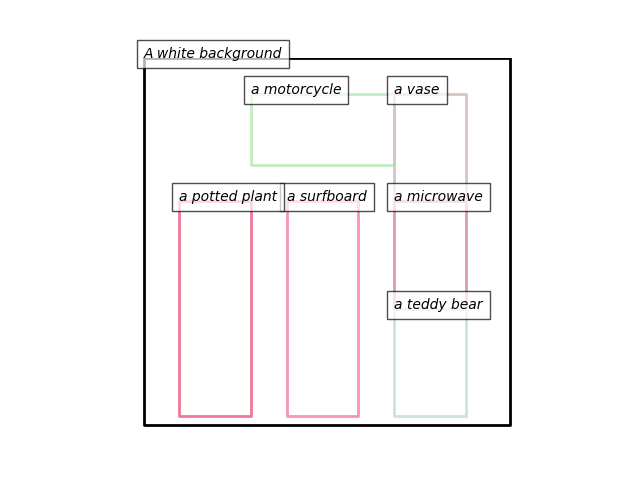 A white background
a motorcycle
a vase
a potted plant
a surfboard
a microwave
a teddy bear